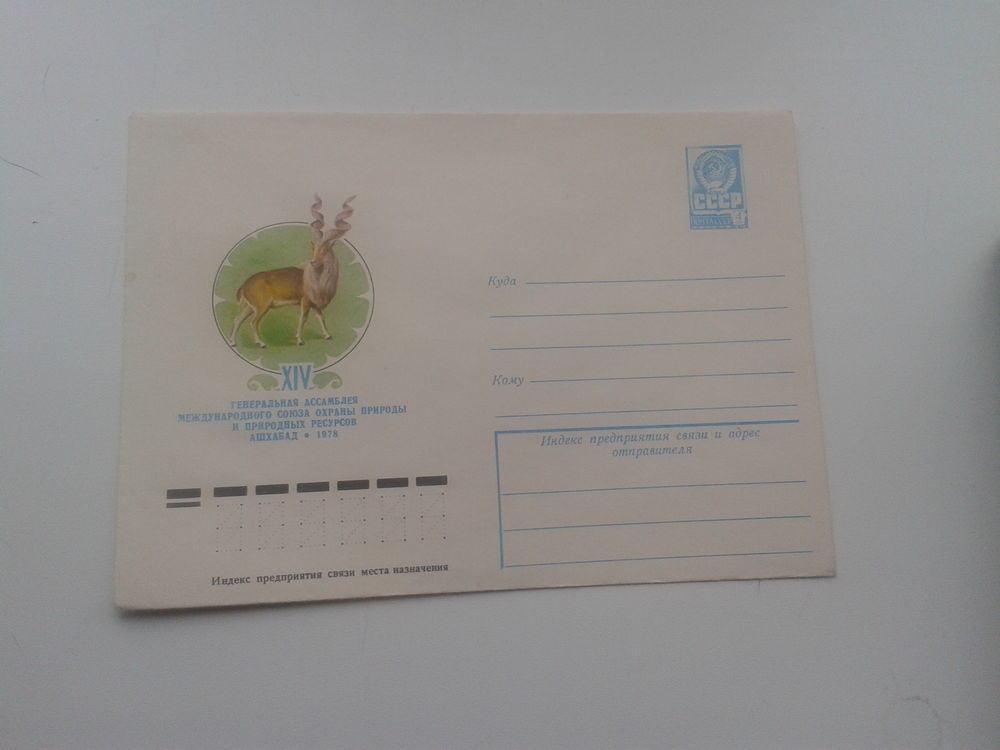 СССР
Куда
Кому
XIV
ГЕНЕРАЛЬНАЯ АССАМБЛЕЯ
МЕЖДУНАРОДНОГО СОЮЗА ОХРАНЫ ПРИРОДЫ
И ПРИРОДНЫХ РЕСУРСОВ
АШХАБАД • 1978
Индекс предприятия связи и адрес
отправителя
Индекс предприятия связи места назначения